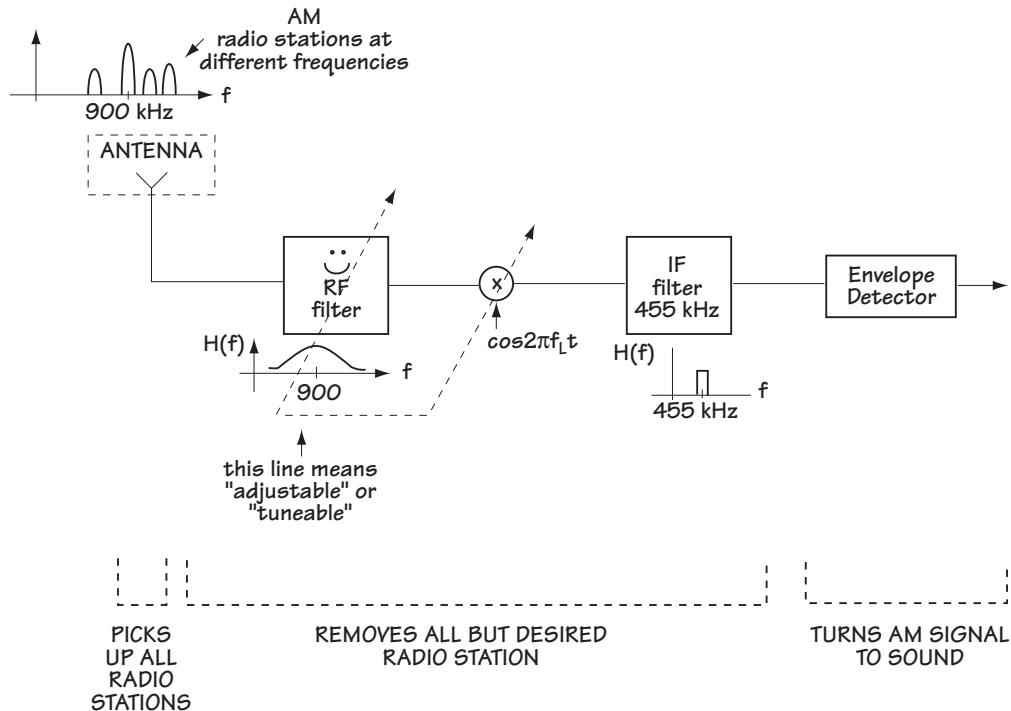 AM
radio stations at
different frequencies
f
900 kHz
ANTENNA
RF
filter
x
cos2πf_Lt
IF
filter
455 kHz
Envelope
Detector
H(f)
f
900
H(f)
f
455 kHz
this line means
"adjustable" or
"tuneable"
PICKS
UP ALL
RADIO
STATIONS
REMOVES ALL BUT DESIRED
RADIO STATION
TURNS AM SIGNAL
TO SOUND